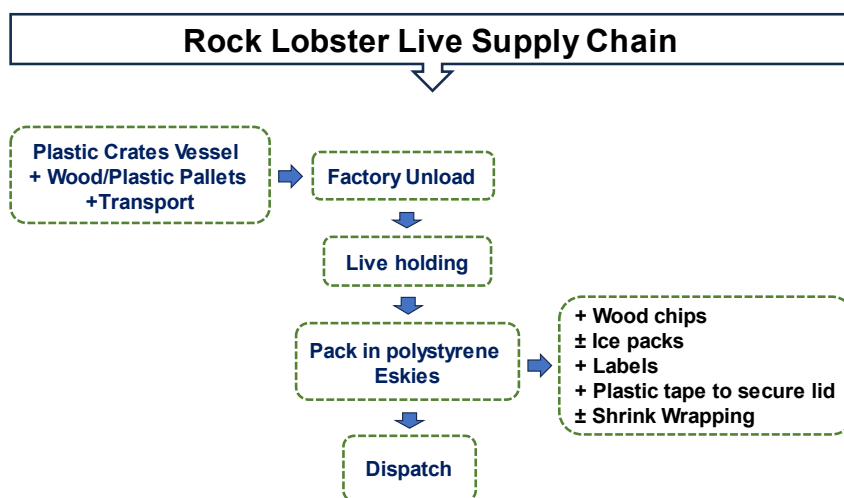 Rock Lobster Live Supply Chain
Plastic Crates Vessel
+ Wood/Plastic Pallets
+Transport
Factory Unload
Live holding
Pack in polystyrene
Eskies
+ Wood chips
± Ice packs
+ Labels
+ Plastic tape to secure lid
± Shrink Wrapping
Dispatch